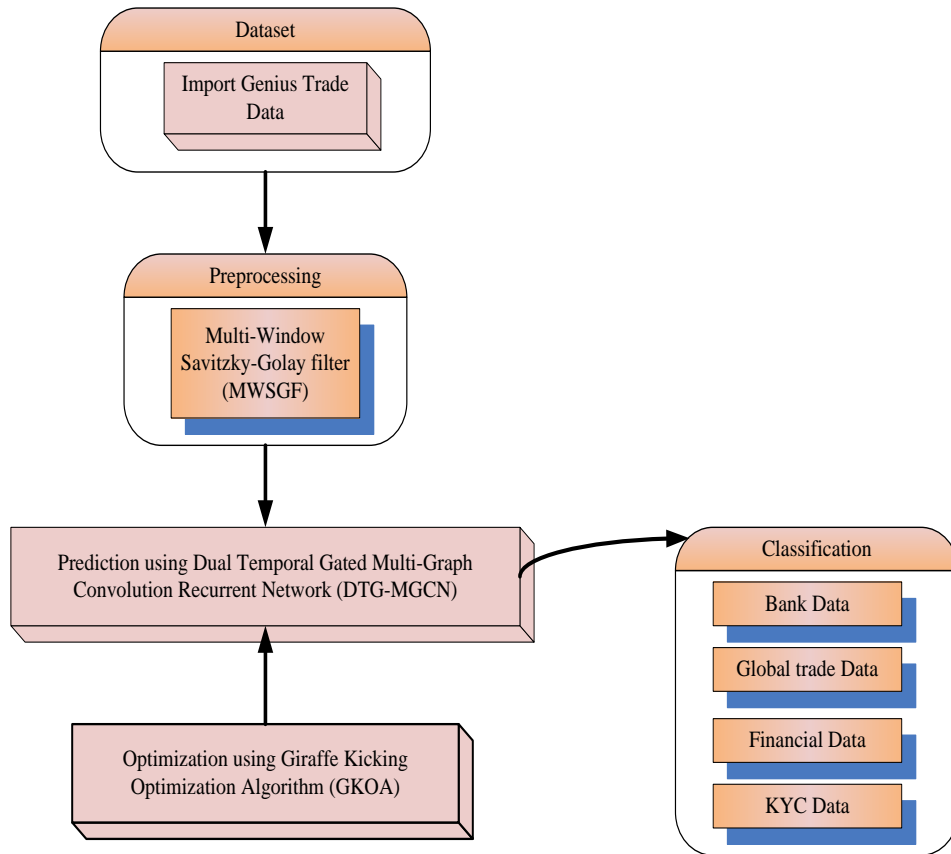 Dataset
Import Genius Trade
Data
Preprocessing
Multi-Window
Savitzky-Golay filter
(MWSGF)
Prediction using Dual Temporal Gated Multi-Graph
Convolution Recurrent Network (DTG-MGCN)
Optimization using Giraffe Kicking
Optimization Algorithm (GKOA)
Classification
Bank Data
Global trade Data
Financial Data
KYC Data